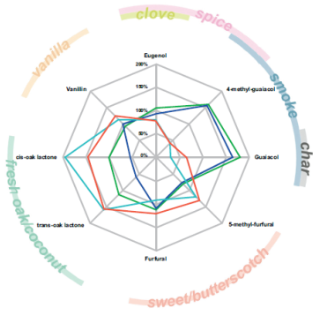 clove
spice
vanilla
smoke
char
Eugenol
200%
150%
100%
50%
0%
Vanillin
4-methyl-guaiacol
cis-oak lactone
Guaiacol
trans-oak lactone
5-methyl-furfural
Furfural
fresh oak/coconut
sweet/butterscotch